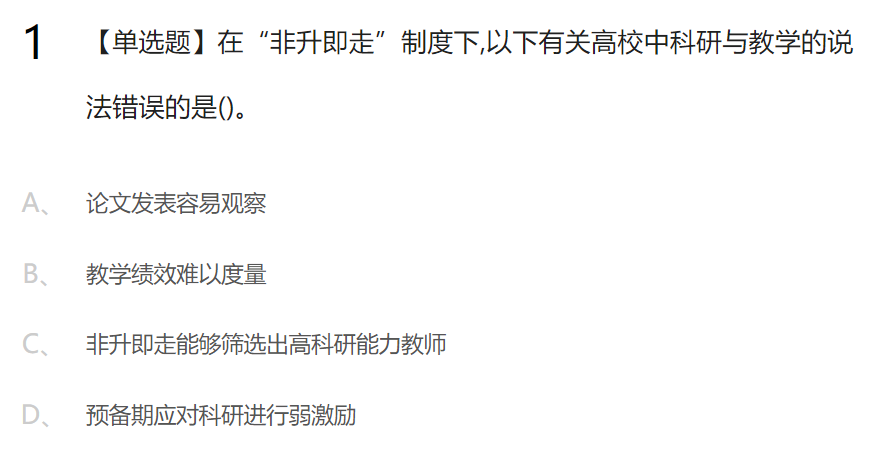 1 【单选题】在“非升即走”制度下,以下有关高校中科研与教学的说
法错误的是()。
A、 论文发表容易观察
B、 教学绩效难以度量
C、 非升即走能够筛选出高科研能力教师
D、 预备期应对科研进行弱激励